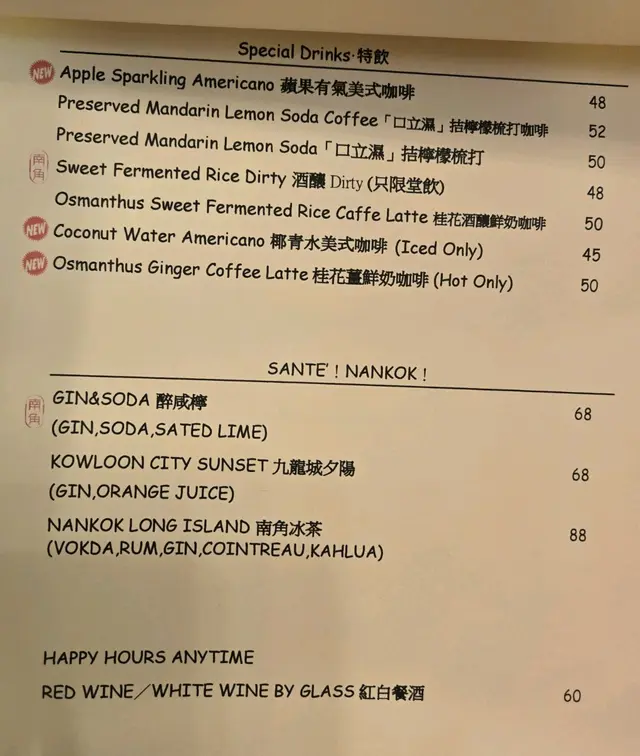 Special Drinks·特飲
NEW Apple Sparkling Americano 蘋果有氣美式咖啡 48
Preserved Mandarin Lemon Soda Coffee「口立濕」拮檸檬梳打咖啡 52
Preserved Mandarin Lemon Soda「口立濕」拮檸檬梳打 50
南角 Sweet Fermented Rice Dirty 酒釀 Dirty (只限堂飲) 48
Osmanthus Sweet Fermented Rice Caffe Latte 桂花酒釀鮮奶咖啡 50
NEW Coconut Water Americano 椰青水美式咖啡 (Iced Only) 45
NEW Osmanthus Ginger Coffee Latte 桂花薑鮮奶咖啡 (Hot Only) 50
SANTE'！NANKOK！
南角 GIN&SODA 醉咸檸 68
(GIN,SODA,SATED LIME)
KOWLOON CITY SUNSET 九龍城夕陽 68
(GIN,ORANGE JUICE)
NANKOK LONG ISLAND 南角冰茶 88
(VOKDA,RUM,GIN,COINTREAU,KAHLUA)
HAPPY HOURS ANYTIME
RED WINE／WHITE WINE BY GLASS 紅白餐酒 60